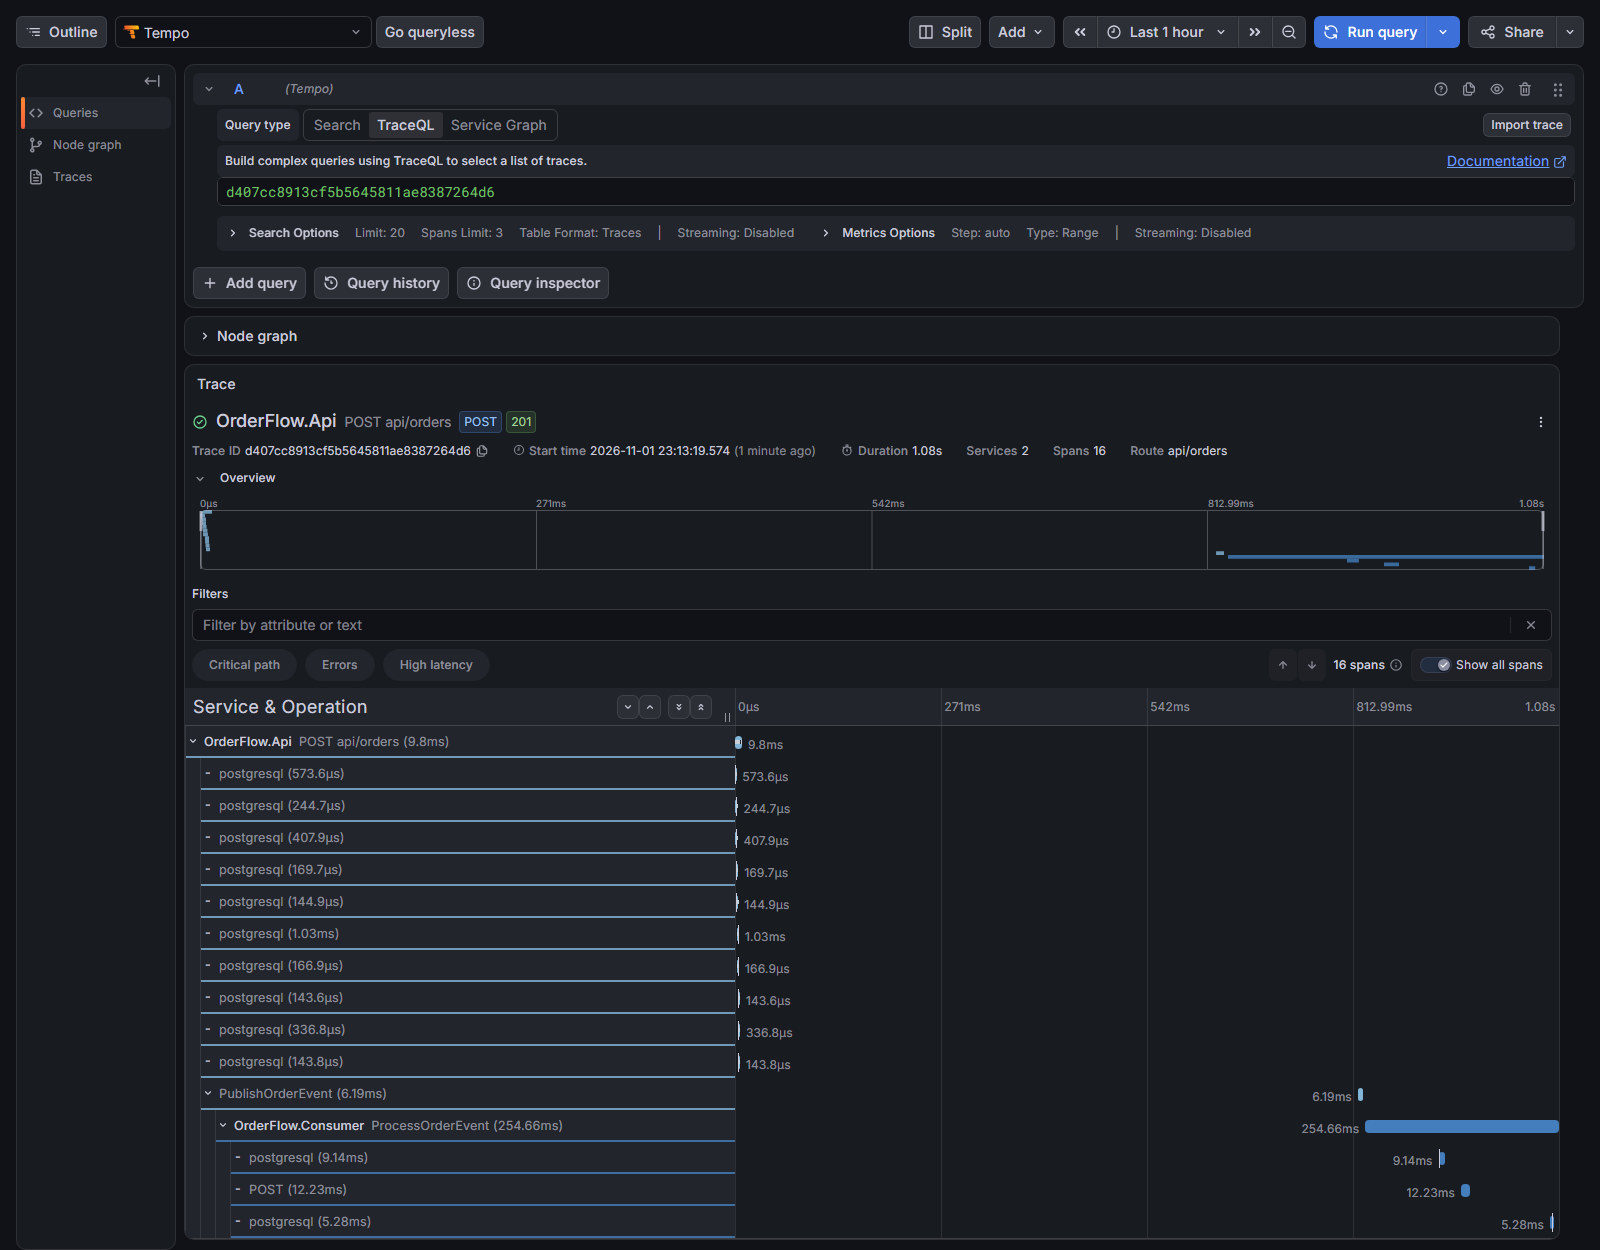 Outline
Tempo
Go queryless
Split
Add
Last 1 hour
Run query
Share
Queries
Node graph
Traces
A (Tempo)
Query type Search TraceQL Service Graph
Import trace
Build complex queries using TraceQL to select a list of traces.
Documentation
d407cc8913cf5b5645811ae8387264d6
Search Options Limit: 20 Spans Limit: 3 Table Format: Traces | Streaming: Disabled Metrics Options Step: auto Type: Range | Streaming: Disabled
Add query Query history Query inspector
Node graph
Trace
OrderFlow.Api POST api/orders POST 201
Trace ID d407cc8913cf5b5645811ae8387264d6 Start time 2026-11-01 23:13:19.574 (1 minute ago) Duration 1.08s Services 2 Spans 16 Route api/orders
Overview
0μs 271ms 542ms 812.99ms 1.08s
Filters
Filter by attribute or text
Critical path Errors High latency
16 spans Show all spans
Service & Operation
0μs 271ms 542ms 812.99ms 1.08s
OrderFlow.Api POST api/orders (9.8ms) 9.8ms
- postgresql (573.6μs) 573.6μs
- postgresql (244.7μs) 244.7μs
- postgresql (407.9μs) 407.9μs
- postgresql (169.7μs) 169.7μs
- postgresql (144.9μs) 144.9μs
- postgresql (1.03ms) 1.03ms
- postgresql (166.9μs) 166.9μs
- postgresql (143.6μs) 143.6μs
- postgresql (336.8μs) 336.8μs
- postgresql (143.8μs) 143.8μs
PublishOrderEvent (6.19ms) 6.19ms
OrderFlow.Consumer ProcessOrderEvent (254.66ms) 254.66ms
- postgresql (9.14ms) 9.14ms
- POST (12.23ms) 12.23ms
- postgresql (5.28ms) 5.28ms